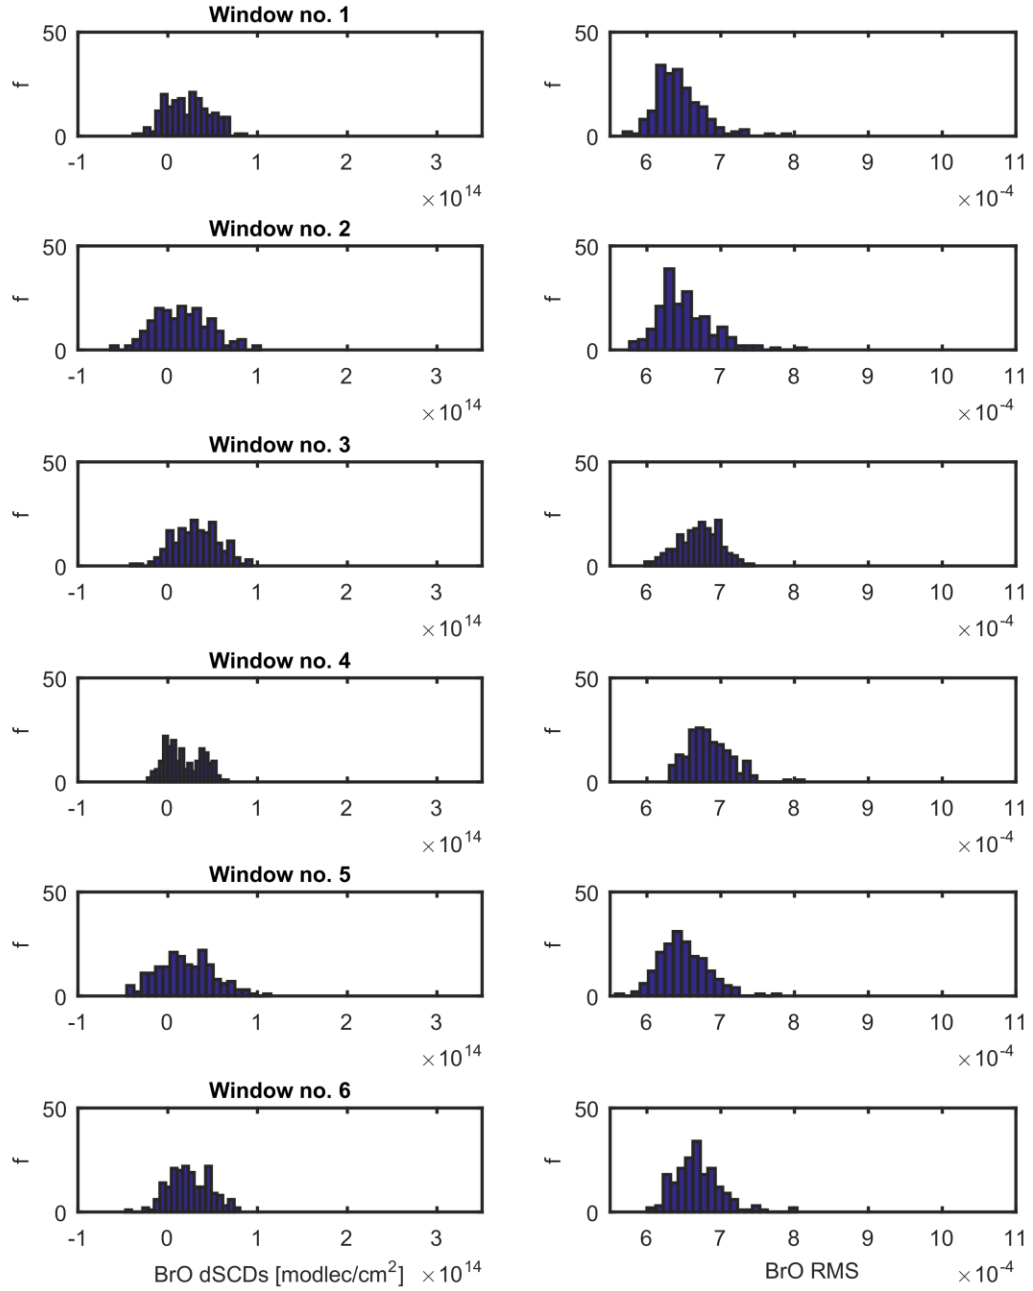 Window no. 1
50
f
0
-1 0 1 2 3
×10^14
50
f
0
6 7 8 9 10 11
×10^-4
Window no. 2
50
f
0
-1 0 1 2 3
×10^14
50
f
0
6 7 8 9 10 11
×10^-4
Window no. 3
50
f
0
-1 0 1 2 3
×10^14
50
f
0
6 7 8 9 10 11
×10^-4
Window no. 4
50
f
0
-1 0 1 2 3
×10^14
50
f
0
6 7 8 9 10 11
×10^-4
Window no. 5
50
f
0
-1 0 1 2 3
×10^14
50
f
0
6 7 8 9 10 11
×10^-4
Window no. 6
50
f
0
-1 0 1 2 3
BrO dSCDs [modlec/cm²] ×10^14
50
f
0
6 7 8 9 10 11
BrO RMS ×10^-4